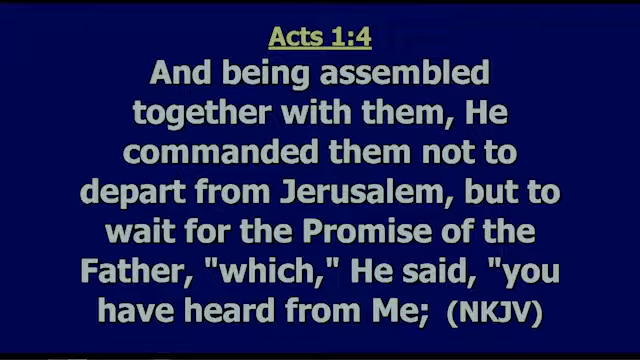 Acts 1:4
And being assembled
together with them, He
commanded them not to
depart from Jerusalem, but to
wait for the Promise of the
Father, "which," He said, "you
have heard from Me; (NKJV)